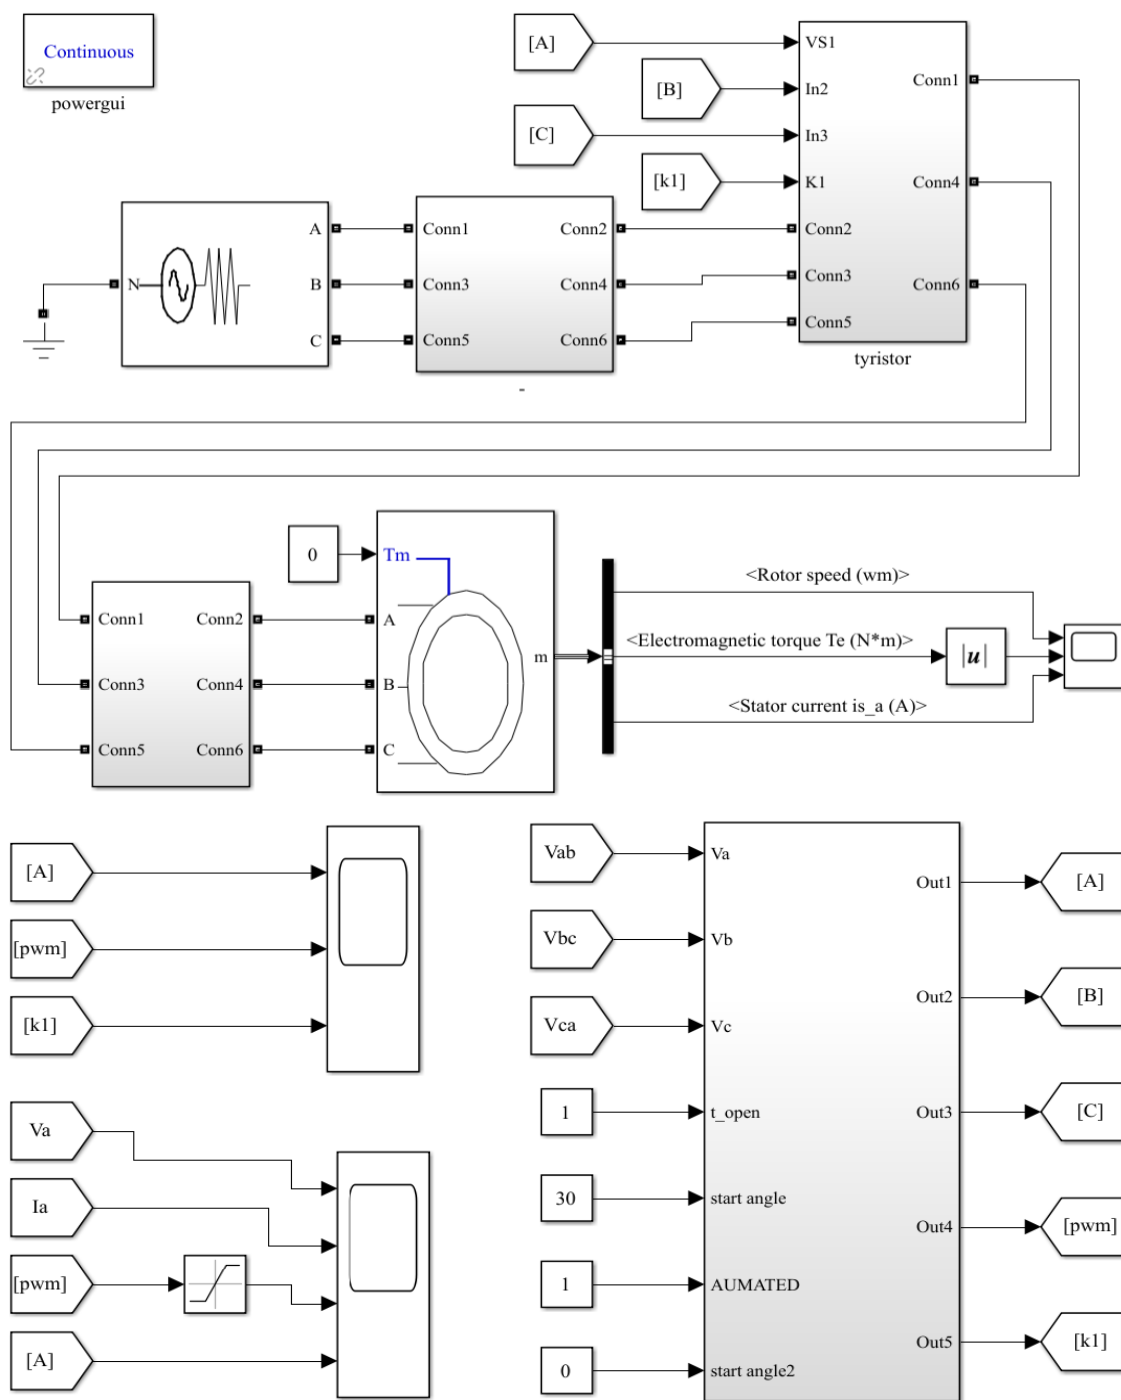 Continuous
powergui
[A]
[B]
[C]
[k1]
VS1
In2
In3
K1
Conn2
Conn3
Conn5
Conn1
Conn4
Conn6
tyristor
N
A
B
C
Conn1
Conn3
Conn5
Conn2
Conn4
Conn6
-
0
Tm
A
B
C
m
Conn1
Conn3
Conn5
Conn2
Conn4
Conn6
<Rotor speed (wm)>
<Electromagnetic torque Te (N*m)>
<Stator current is_a (A)>
|u|
[A]
[pwm]
[k1]
Va
Ia
[pwm]
[A]
Vab
Vbc
Vca
1
30
1
0
Va
Vb
Vc
t_open
start angle
AUMATED
start angle2
Out1
Out2
Out3
Out4
Out5
[A]
[B]
[C]
[pwm]
[k1]